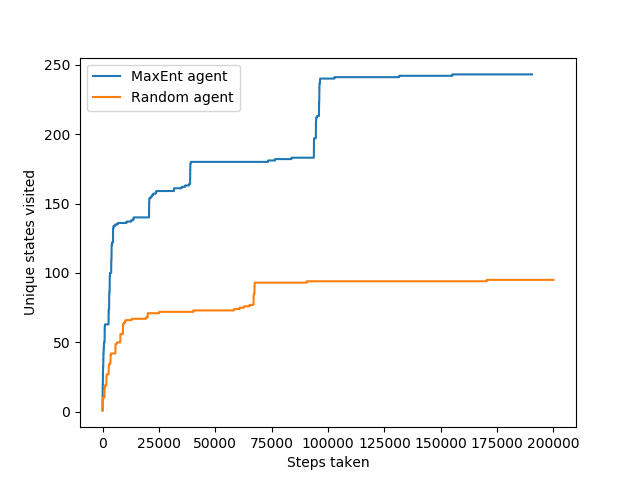 MaxEnt agent
Random agent
250
200
150
100
50
0
Unique states visited
0 25000 50000 75000 100000 125000 150000 175000 200000
Steps taken